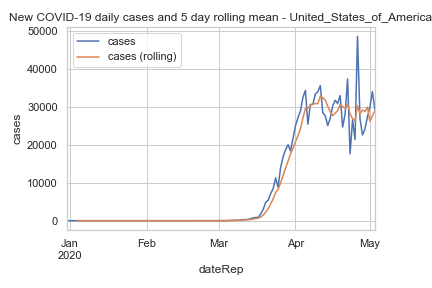 New COVID-19 daily cases and 5 day rolling mean - United_States_of_America
cases
cases (rolling)
50000
40000
30000
20000
10000
0
cases
Jan
2020
Feb
Mar
Apr
May
dateRep